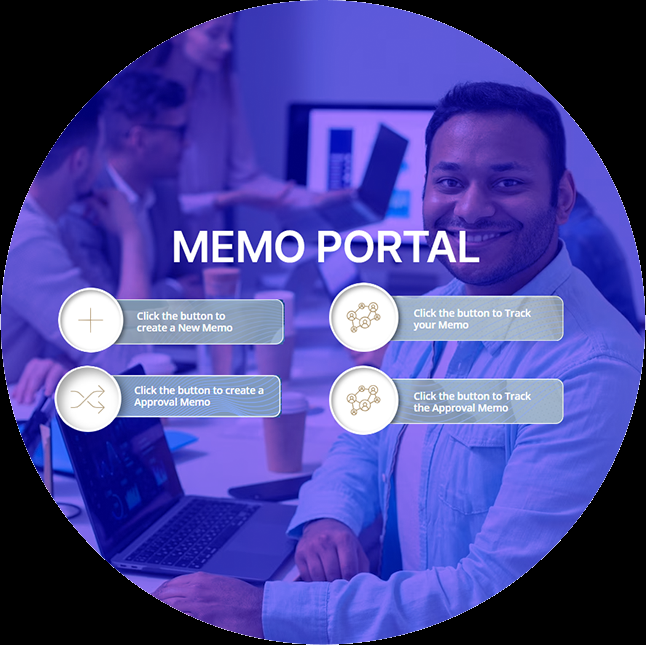 MEMO PORTAL
Click the button to
create a New Memo
Click the button to Track
your Memo
Click the button to create a
Approval Memo
Click the button to Track
the Approval Memo